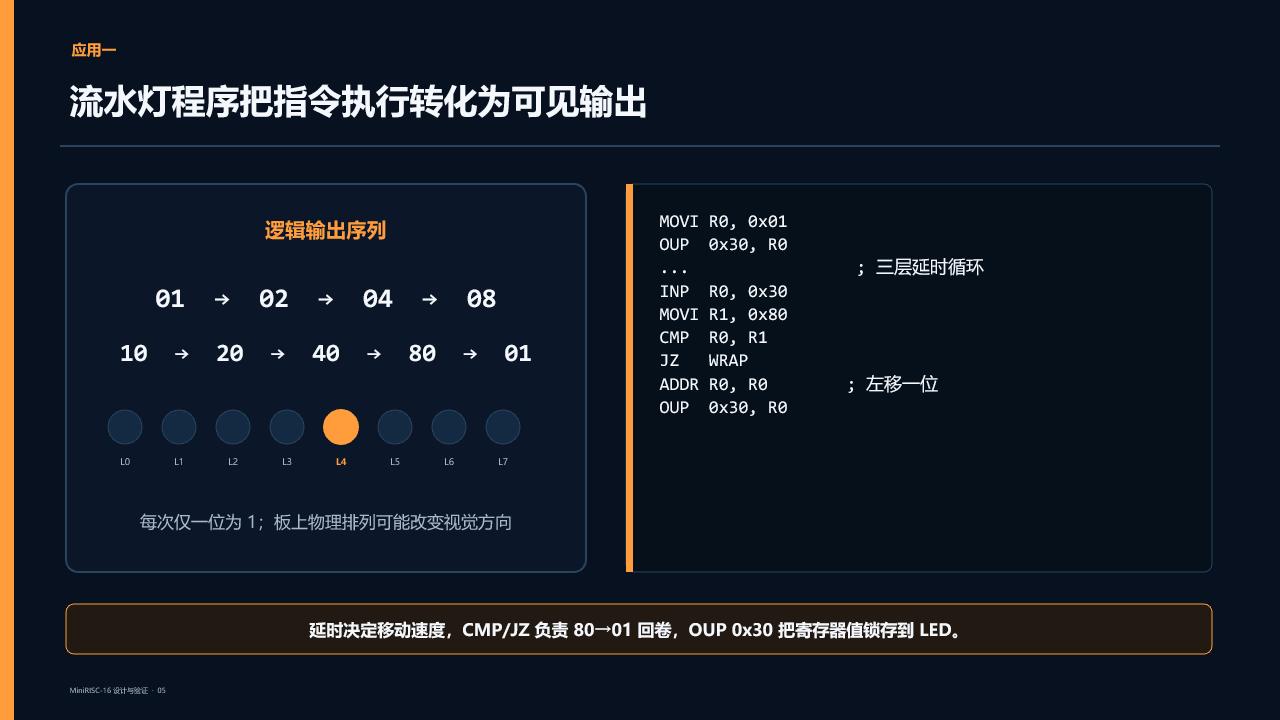 应用一
流水灯程序把指令执行转化为可见输出
逻辑输出序列
01 → 02 → 04 → 08
10 → 20 → 40 → 80 → 01
L0 L1 L2 L3 L4 L5 L6 L7
每次仅一位为 1；板上物理排列可能改变视觉方向
MOVI R0, 0x01
OUP  0x30, R0
...                 ; 三层延时循环
INP  R0, 0x30
MOVI R1, 0x80
CMP  R0, R1
JZ   WRAP
ADDR R0, R0        ; 左移一位
OUP  0x30, R0
延时决定移动速度，CMP/JZ 负责 80→01 回卷，OUP 0x30 把寄存器值锁存到 LED。
MiniRISC-16 设计与验证 · 05